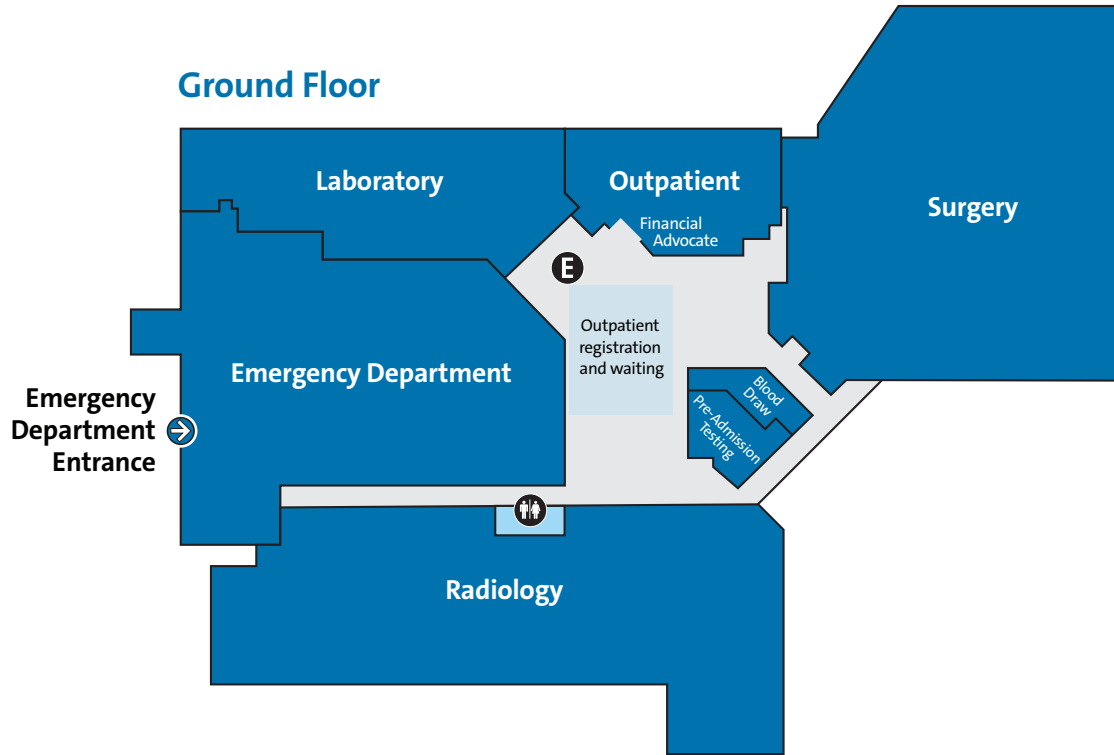 Ground Floor
Laboratory
Outpatient
Financial
Advocate
Surgery
E
Outpatient
registration
and waiting
Emergency Department
Blood
Draw
Pre-Admission
Testing
Emergency
Department
Entrance
Radiology